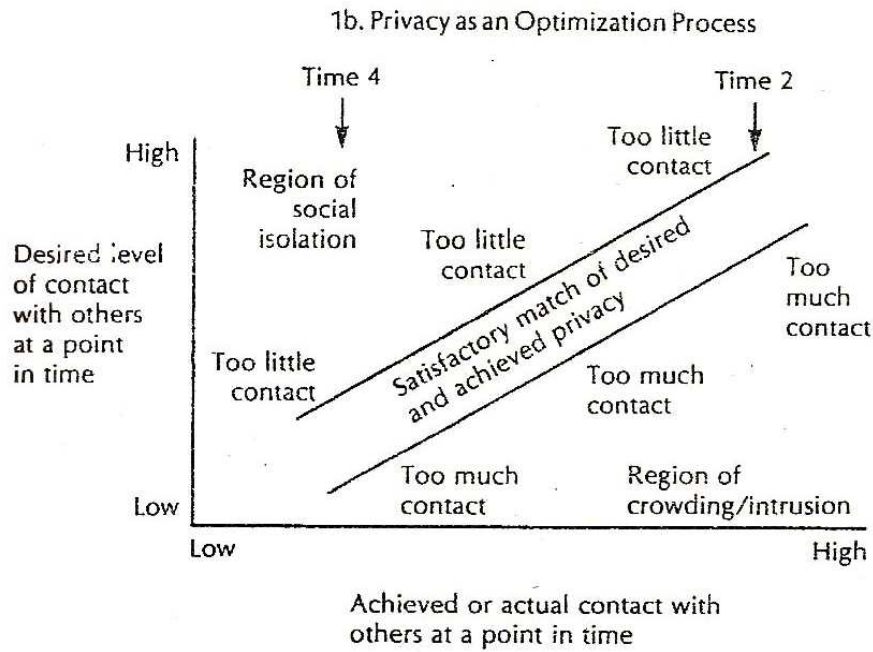 1b. Privacy as an Optimization Process
Time 4
Time 2
High
Too little
contact
Region of
social
isolation
Too little
contact
Desired level
of contact
with others
at a point
in time
Satisfactory match of desired
and achieved privacy
Too
much
contact
Too little
contact
Too much
contact
Too much
contact
Region of
crowding/intrusion
Low
Low
High
Achieved or actual contact with
others at a point in time